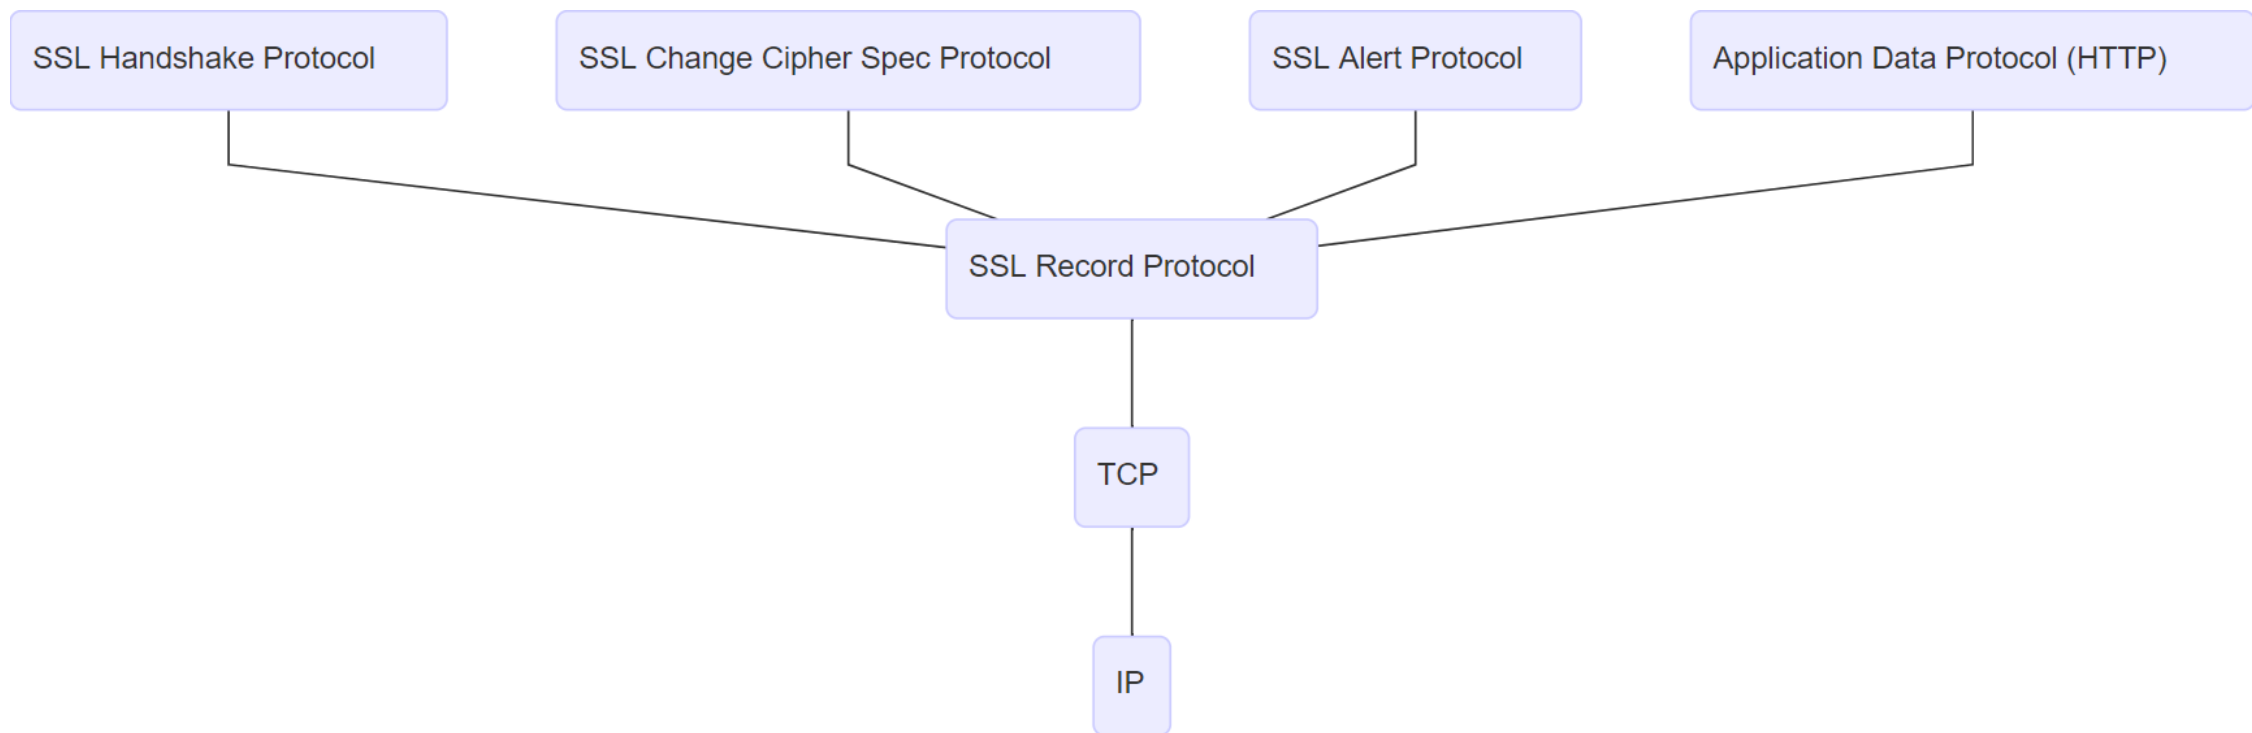 SSL Handshake Protocol
SSL Change Cipher Spec Protocol
SSL Alert Protocol
Application Data Protocol (HTTP)
SSL Record Protocol
TCP
IP